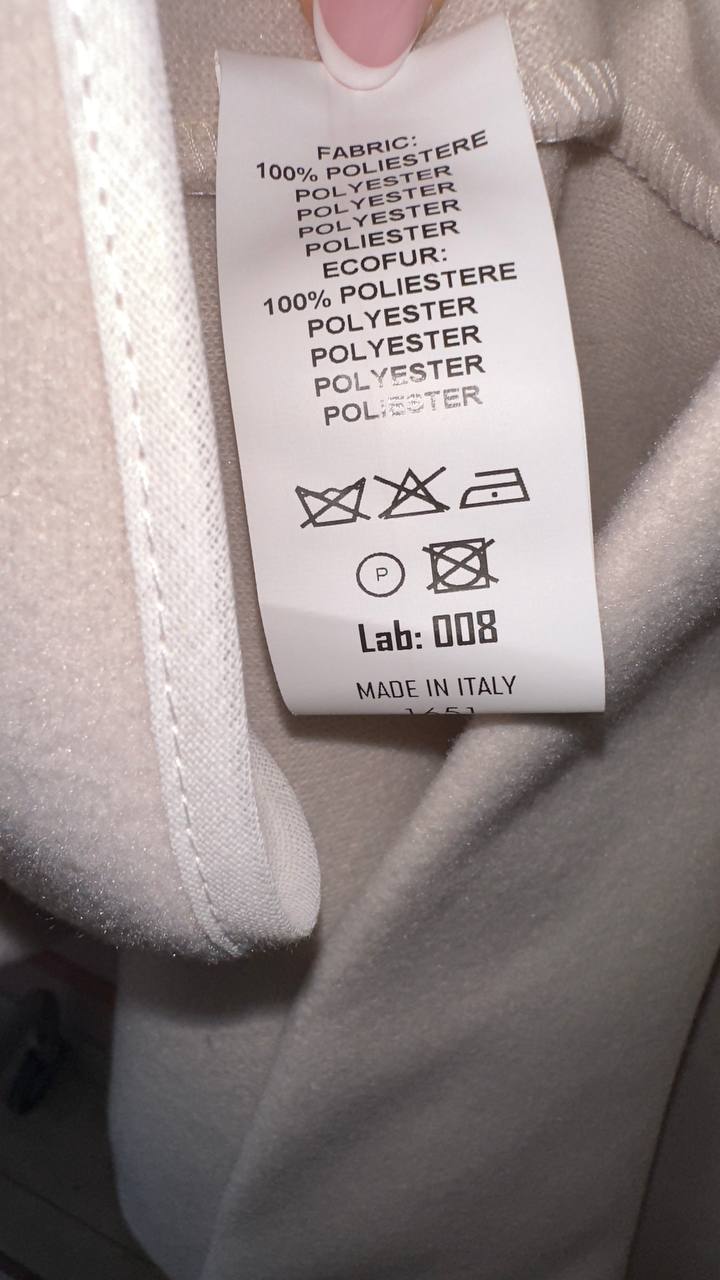 FABRIC:
100% POLIESTERE
POLYESTER
POLYESTER
POLYESTER
POLIESTER
ECOFUR:
100% POLIESTERE
POLYESTER
POLYESTER
POLYESTER
POLIESTER
P
Lab: 008
MADE IN ITALY